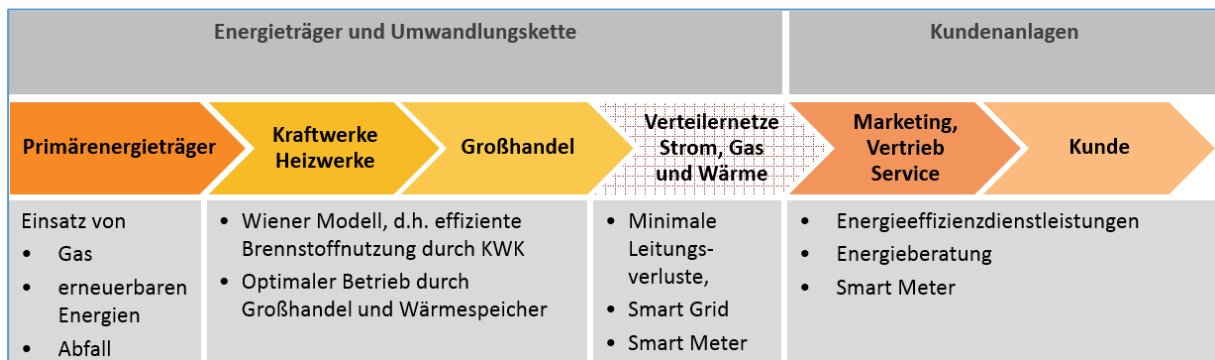 Energieträger und Umwandlungskette
Kundenanlagen
Primärenergieträger
Kraftwerke
Heizwerke
Großhandel
Verteilernetze
Strom, Gas
und Wärme
Marketing,
Vertrieb
Service
Kunde
Einsatz von
• Gas
• erneuerbaren
Energien
• Abfall
• Wiener Modell, d.h. effiziente
Brennstoffnutzung durch KWK
• Optimaler Betrieb durch
Großhandel und Wärmespeicher
• Minimale
Leitungs-
verluste,
• Smart Grid
• Smart Meter
• Energieeffizienzdienstleistungen
• Energieberatung
• Smart Meter